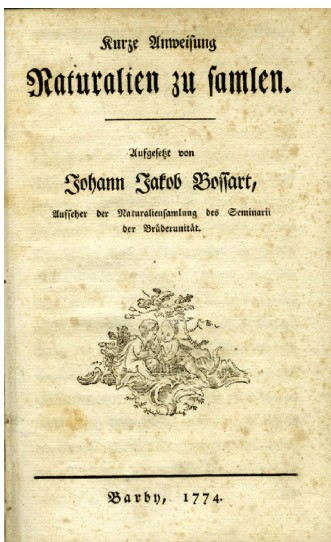 Kurze Anweisung
Naturalien zu samlen.
Aufgesetzt von
Johann Jakob Bossart,
Aufseher der Naturaliensamlung des Seminarii
der Brüderunität.
Barby, 1774.